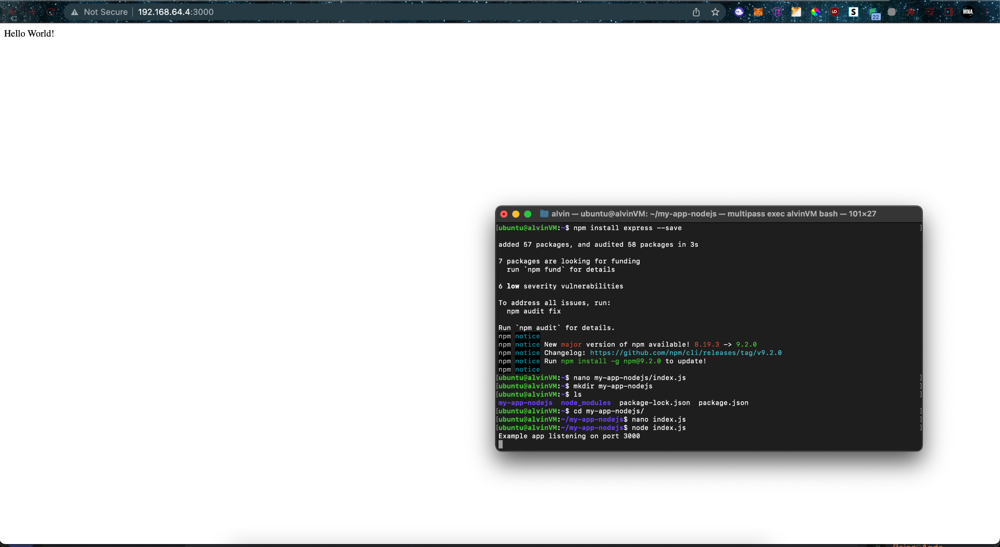 Not Secure 192.168.64.4:3000
22
MNA
Hello World!
alvin — ubuntu@alvinVM: ~/my-app-nodejs — multipass exec alvinVM bash — 101×27
[ubuntu@alvinVM:~$ npm install express --save ]
added 57 packages, and audited 58 packages in 3s
7 packages are looking for funding
run `npm fund` for details
6 low severity vulnerabilities
To address all issues, run:
npm audit fix
Run `npm audit` for details.
npm notice
npm notice New major version of npm available! 8.19.3 -> 9.2.0
npm notice Changelog: https://github.com/npm/cli/releases/tag/v9.2.0
npm notice Run npm install -g npm@9.2.0 to update!
npm notice
[ubuntu@alvinVM:~$ nano my-app-nodejs/index.js ]
[ubuntu@alvinVM:~$ mkdir my-app-nodejs ]
[ubuntu@alvinVM:~$ ls ]
my-app-nodejs node_modules package-lock.json package.json
[ubuntu@alvinVM:~$ cd my-app-nodejs/ ]
[ubuntu@alvinVM:~/my-app-nodejs$ nano index.js ]
[ubuntu@alvinVM:~/my-app-nodejs$ node index.js ]
Example app listening on port 3000